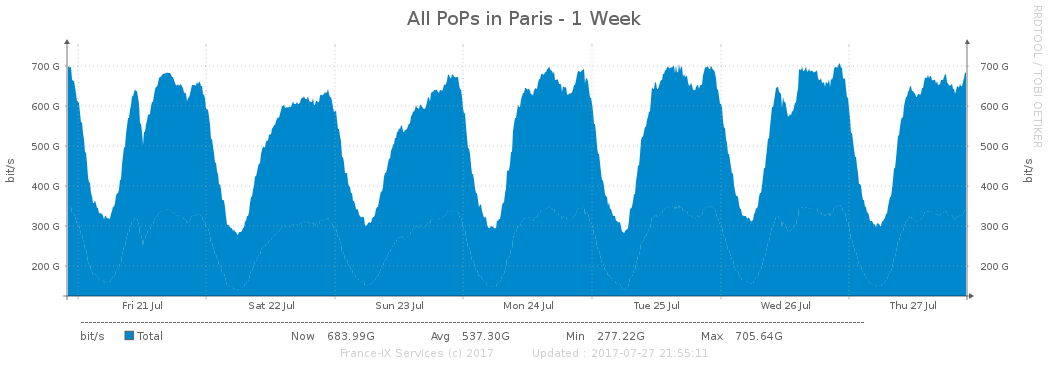 All PoPs in Paris - 1 Week
RRDTOOL / TOBI OETIKER
700 G 700 G
600 G 600 G
500 G 500 G
400 G 400 G
300 G 300 G
200 G 200 G
bit/s bit/s
Fri 21 Jul Sat 22 Jul Sun 23 Jul Mon 24 Jul Tue 25 Jul Wed 26 Jul Thu 27 Jul
bit/s Total Now 683.99G Avg 537.30G Min 277.22G Max 705.64G
France-IX Services (c) 2017 Updated : 2017-07-27 21:55:11